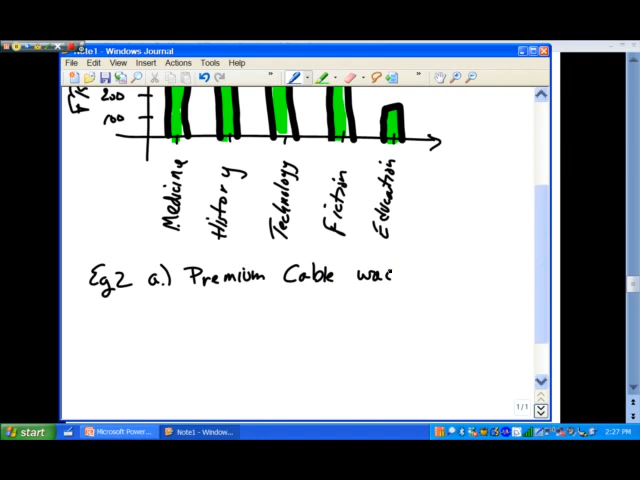 Note1 - Windows Journal
File Edit View Insert Actions Tools Help
200
100
Medicine
History
Technology
Fiction
Education
Eg2 a.) Premium Cable wa
1/1
start
Microsoft Power...
Note1 - Window...
2:27 PM